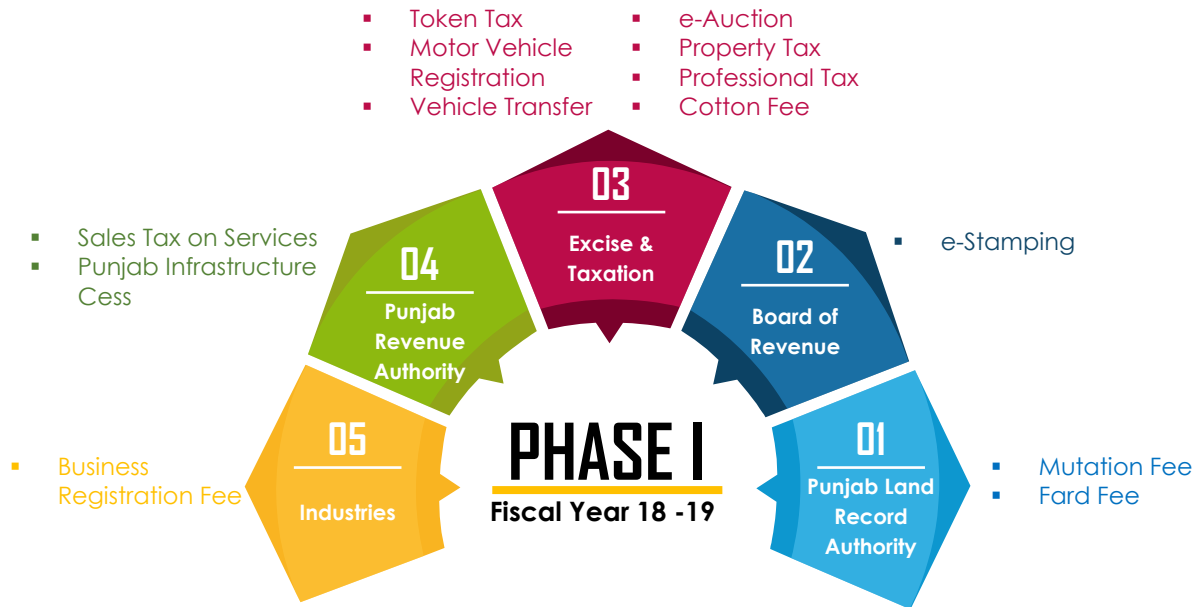 ▪ Token Tax
▪ Motor Vehicle
Registration
▪ Vehicle Transfer
▪ e-Auction
▪ Property Tax
▪ Professional Tax
▪ Cotton Fee
03
Excise &
Taxation
▪ Sales Tax on Services
▪ Punjab Infrastructure
Cess
04
Punjab
Revenue
Authority
02
Board of
Revenue
▪ e-Stamping
▪ Business
Registration Fee
05
Industries
PHASE I
Fiscal Year 18 -19
01
Punjab Land
Record
Authority
▪ Mutation Fee
▪ Fard Fee